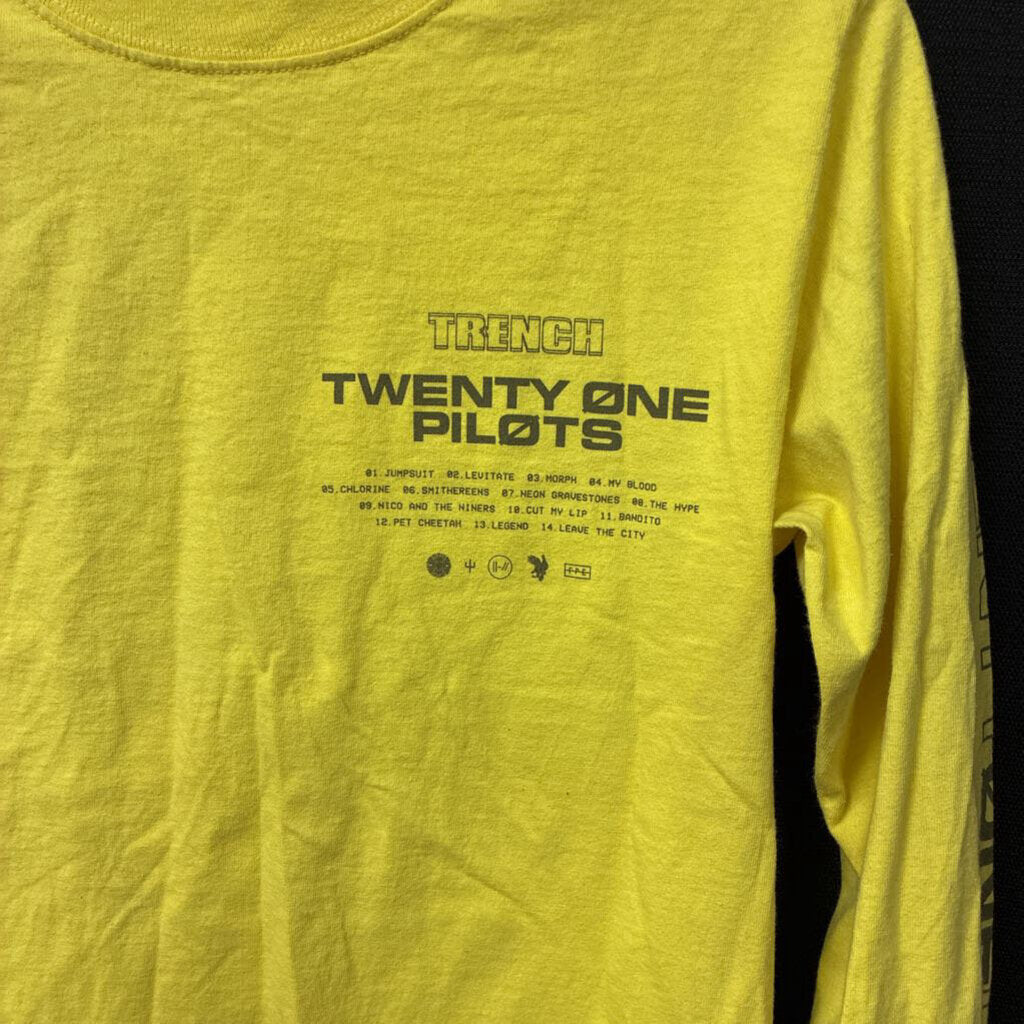 TRENCH
TWENTY ØNE
PILØTS
01.JUMPSUIT 02.LEVITATE 03.MORPH 04.MY BLOOD
05.CHLORINE 06.SMITHEREENS 07.NEON GRAVESTONES 08.THE HYPE
09.NICO AND THE NINERS 10.CUT MY LIP 11.BANDITO
12.PET CHEETAH 13.LEGEND 14.LEAVE THE CITY